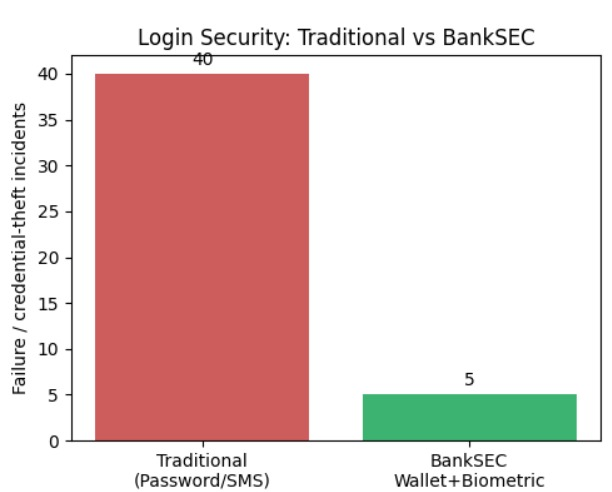 Login Security: Traditional vs BankSEC
Failure / credential-theft incidents
40
35
30
25
20
15
10
5
0
40
5
Traditional
(Password/SMS)
BankSEC
Wallet+Biometric